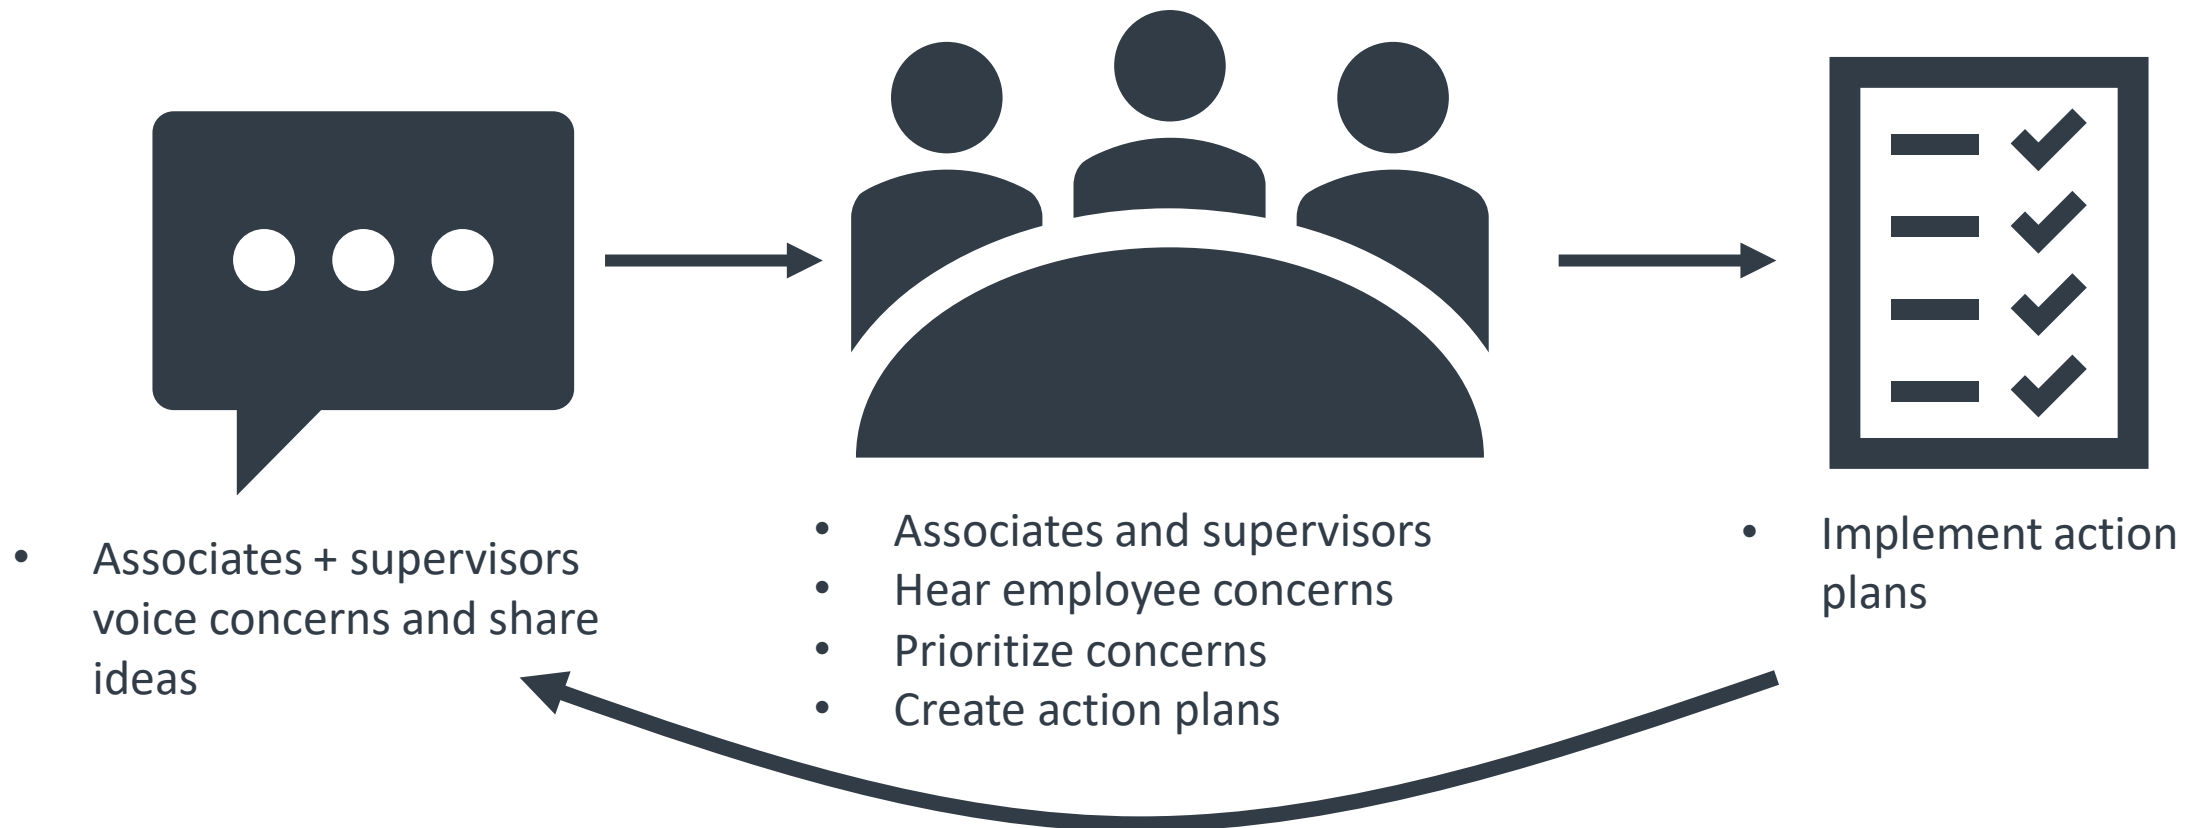 • Associates + supervisors
voice concerns and share
ideas
• Associates and supervisors
• Hear employee concerns
• Prioritize concerns
• Create action plans
• Implement action
plans